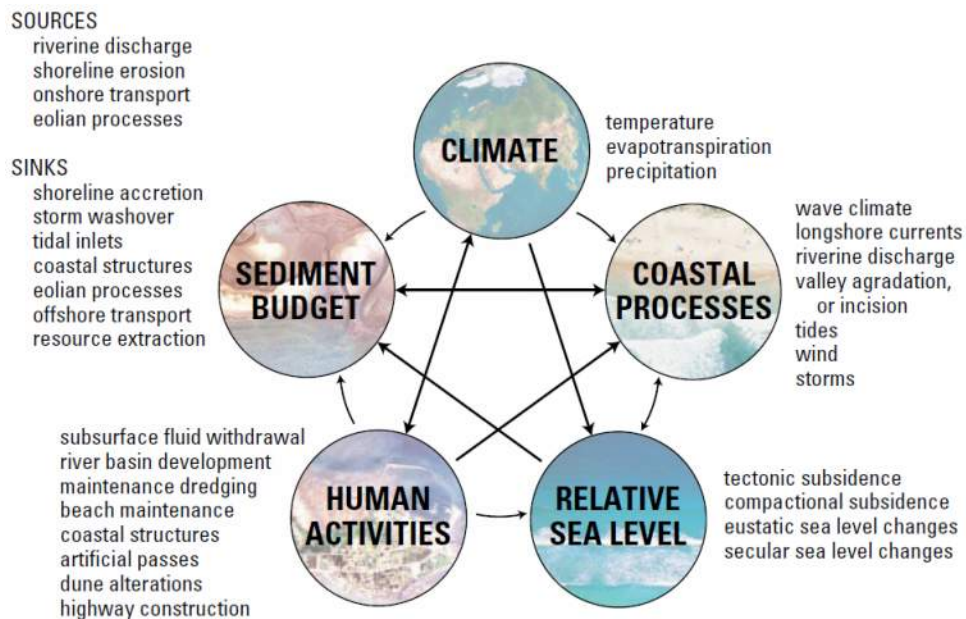 SOURCES
riverine discharge
shoreline erosion
onshore transport
eolian processes
SINKS
shoreline accretion
storm washover
tidal inlets
coastal structures
eolian processes
offshore transport
resource extraction
CLIMATE
temperature
evapotranspiration
precipitation
SEDIMENT
BUDGET
COASTAL
PROCESSES
wave climate
longshore currents
riverine discharge
valley agradation,
or incision
tides
wind
storms
subsurface fluid withdrawal
river basin development
maintenance dredging
beach maintenance
coastal structures
artificial passes
dune alterations
highway construction
HUMAN
ACTIVITIES
RELATIVE
SEA LEVEL
tectonic subsidence
compactional subsidence
eustatic sea level changes
secular sea level changes